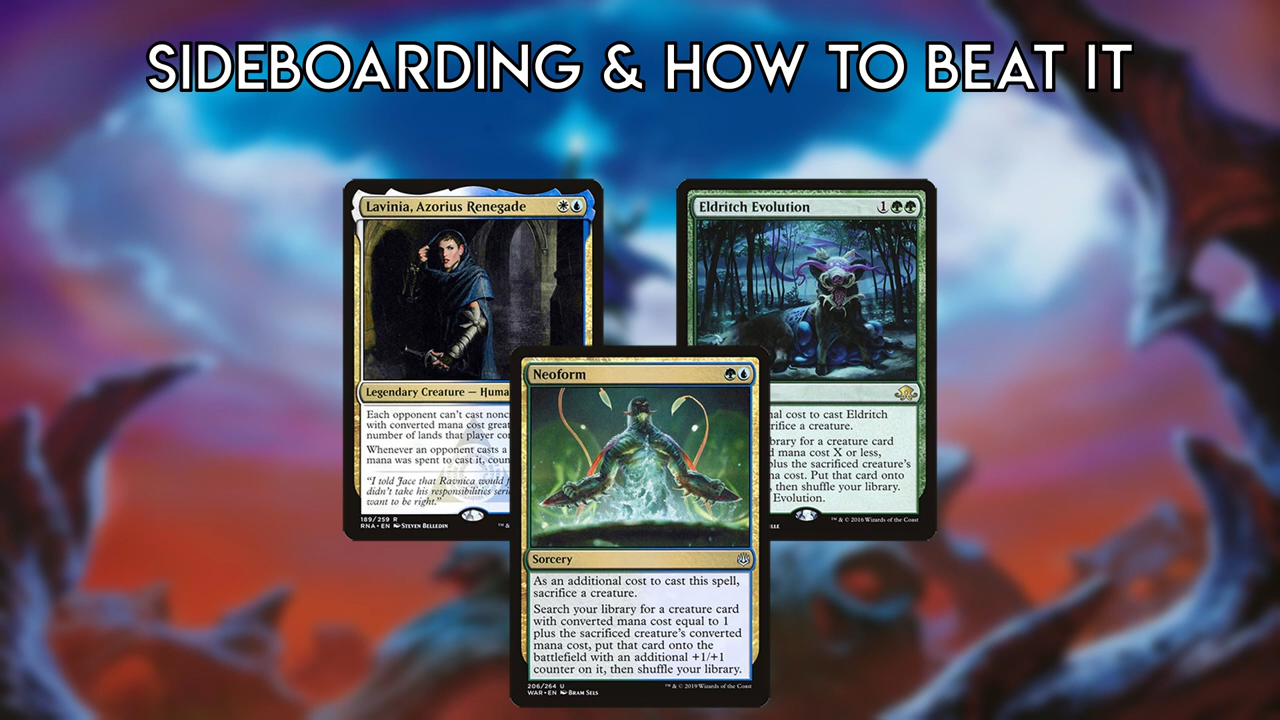 SIDEBOARDING & HOW TO BEAT IT
Lavinia, Azorius Renegade
Legendary Creature — Huma
Each opponent can't cast nonc
with converted mana cost great
number of lands that player co
Whenever an opponent casts a
mana was spent to cast it, coun
"I told Jace that Ravnica would f
didn't take his responsibilities seri
want to be right."
189/259 R
RNA • EN STEVEN BELLEDIN
™ &
Eldritch Evolution 1
nal cost to cast Eldritch
rifice a creature.
brary for a creature card
d mana cost X or less,
plus the sacrificed creature's
na cost. Put that card onto
, then shuffle your library.
Evolution.
™ & © 2016 Wizards of the Coast
Neoform
Sorcery
As an additional cost to cast this spell,
sacrifice a creature.
Search your library for a creature card
with converted mana cost equal to 1
plus the sacrificed creature's converted
mana cost, put that card onto the
battlefield with an additional +1/+1
counter on it, then shuffle your library.
206/264 U
WAR • EN BRAM SELS
™ & © 2019 Wizards of the Coast